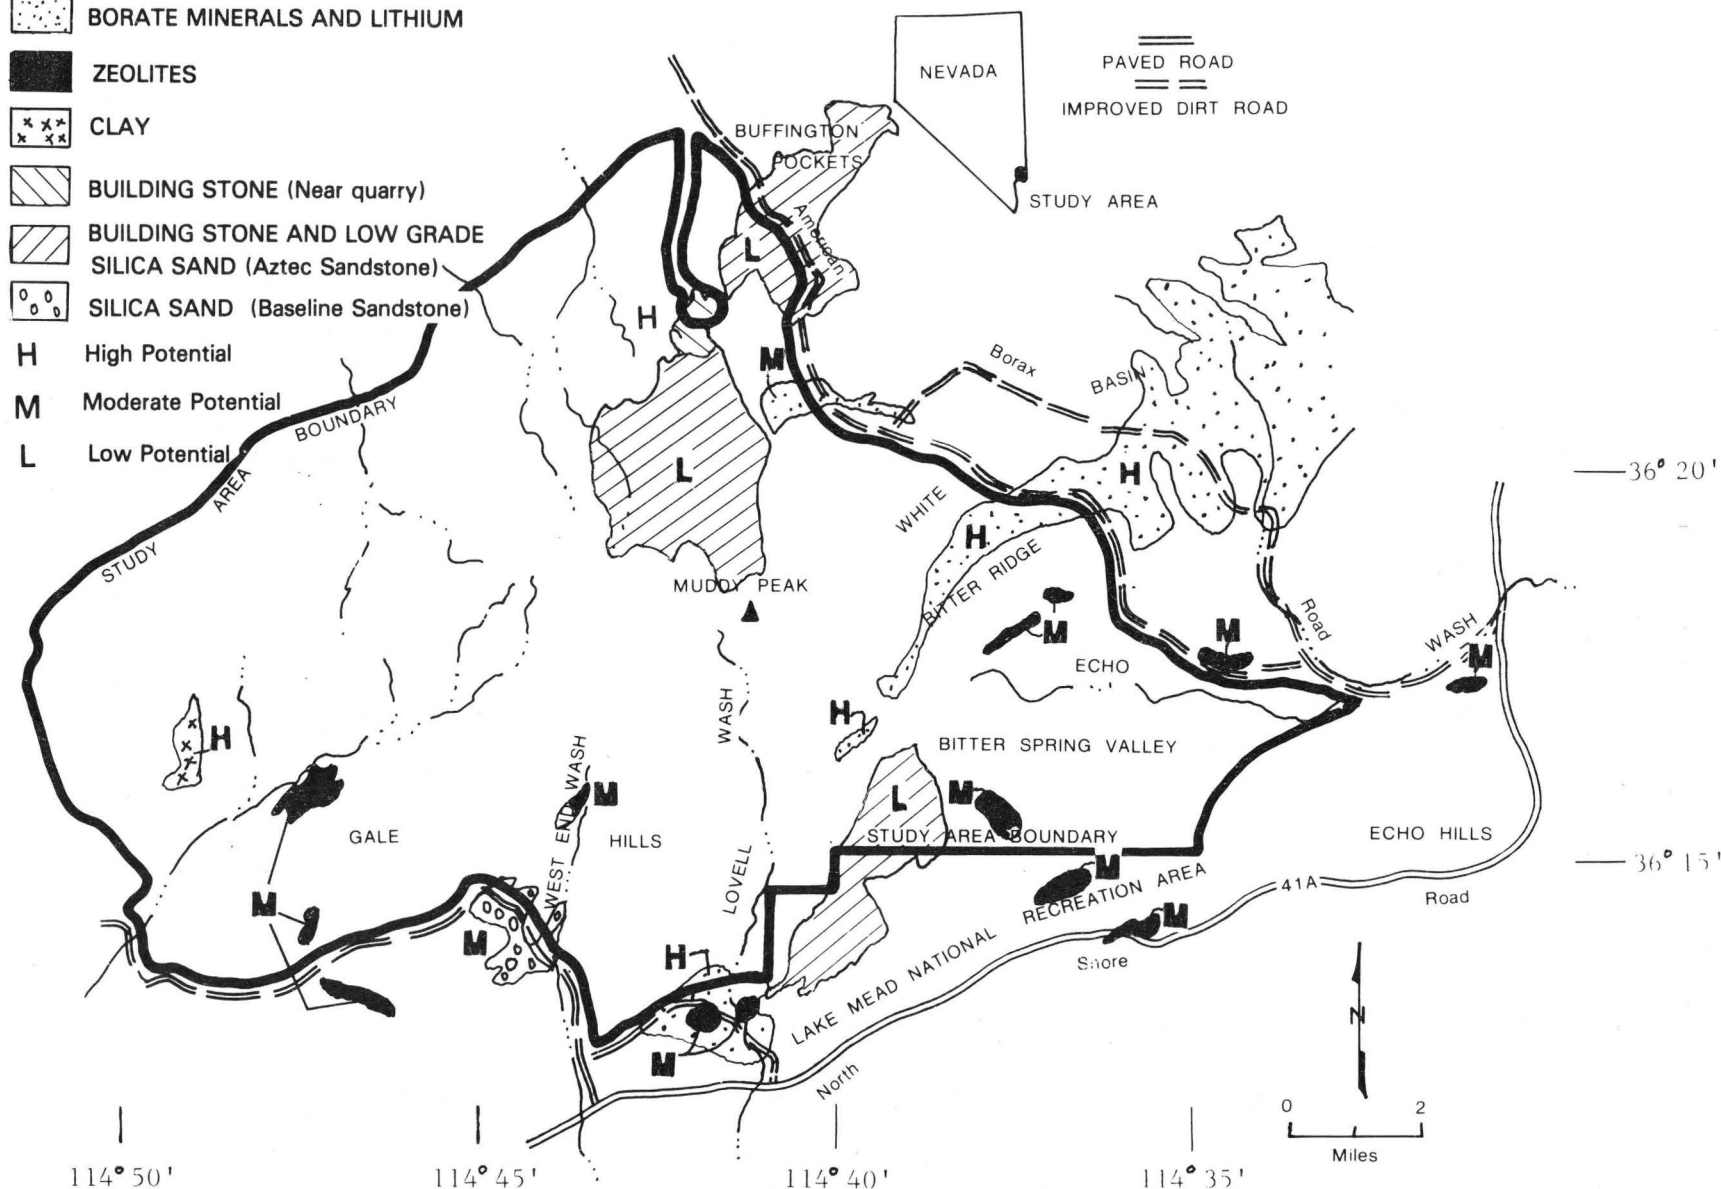 BORATE MINERALS AND LITHIUM
ZEOLITES
CLAY
BUILDING STONE (Near quarry)
BUILDING STONE AND LOW GRADE
SILICA SAND (Aztec Sandstone)
SILICA SAND (Baseline Sandstone)
H High Potential
M Moderate Potential
L Low Potential
NEVADA
STUDY AREA
PAVED ROAD
IMPROVED DIRT ROAD
BUFFINGTON
POCKETS
American
Borax
Road
L
H
M
L
STUDY AREA BOUNDARY
WHITE BASIN
H
H
BITTER RIDGE
36° 20'
MUDDY PEAK
M
M
ECHO WASH
M
H
H
BITTER SPRING VALLEY
L
M
M
GALE HILLS
WEST END WASH
LOVELL WASH
STUDY AREA BOUNDARY
ECHO HILLS
36° 15'
M
M
RECREATION AREA
LAKE MEAD NATIONAL
41A
M
M
H
M
North Shore Road
N
0 2
Miles
114° 50' 114° 45' 114° 40' 114° 35'